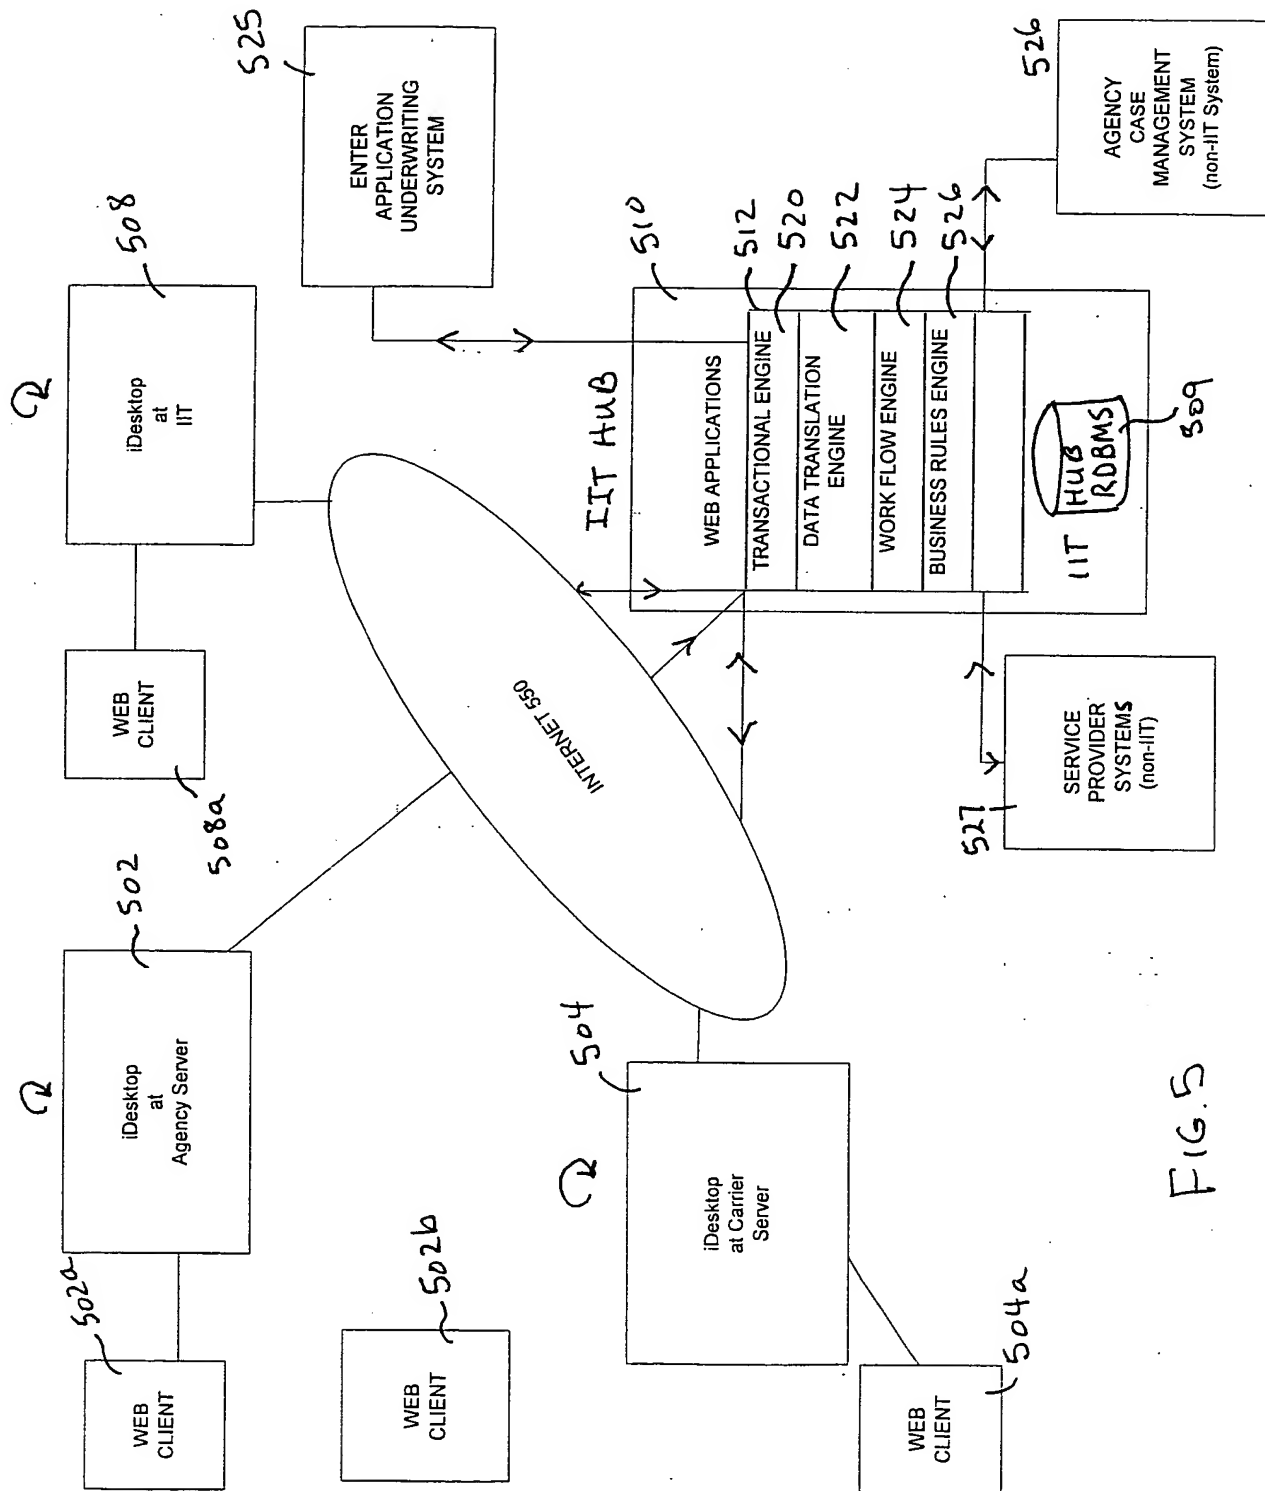 502a
WEB
CLIENT
502
iDesktop
at
Agency Server
508a
WEB
CLIENT
508
iDesktop
at
IIT
525
ENTER
APPLICATION
UNDERWRITING
SYSTEM
502b
WEB
CLIENT
INTERNET 550
504
iDesktop
at Carrier
Server
504a
WEB
CLIENT
IIT HUB
510
WEB APPLICATIONS
512
TRANSACTIONAL ENGINE
520
DATA TRANSLATION
ENGINE
522
WORK FLOW ENGINE
524
BUSINESS RULES ENGINE
526
IIT
HUB
RDBMS
509
527
SERVICE
PROVIDER
SYSTEMS
(non-IIT)
526
AGENCY
CASE
MANAGEMENT
SYSTEM
(non-IIT System)
FIG.5